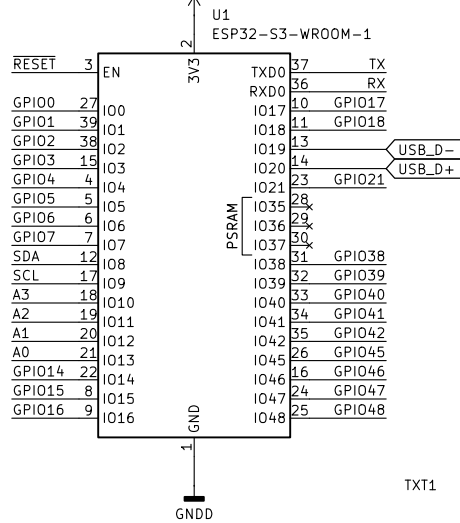 U1
ESP32-S3-WROOM-1
2
3V3
RESET 3 EN
TXD0 37 TX
RXD0 36 RX
GPIO0 27 IO0
IO17 10 GPIO17
GPIO1 39 IO1
IO18 11 GPIO18
GPIO2 38 IO2
IO19 13 USB_D-
GPIO3 15 IO3
IO20 14 USB_D+
GPIO4 4 IO4
IO21 23 GPIO21
GPIO5 5 IO5
PSRAM
IO35 28
GPIO6 6 IO6
IO36 29
GPIO7 7 IO7
IO37 30
SDA 12 IO8
IO38 31 GPIO38
SCL 17 IO9
IO39 32 GPIO39
A3 18 IO10
IO40 33 GPIO40
A2 19 IO11
IO41 34 GPIO41
A1 20 IO12
IO42 35 GPIO42
A0 21 IO13
IO45 26 GPIO45
GPIO14 22 IO14
IO46 16 GPIO46
GPIO15 8 IO15
IO47 24 GPIO47
GPIO16 9 IO16
IO48 25 GPIO48
GND
1
GNDD
TXT1